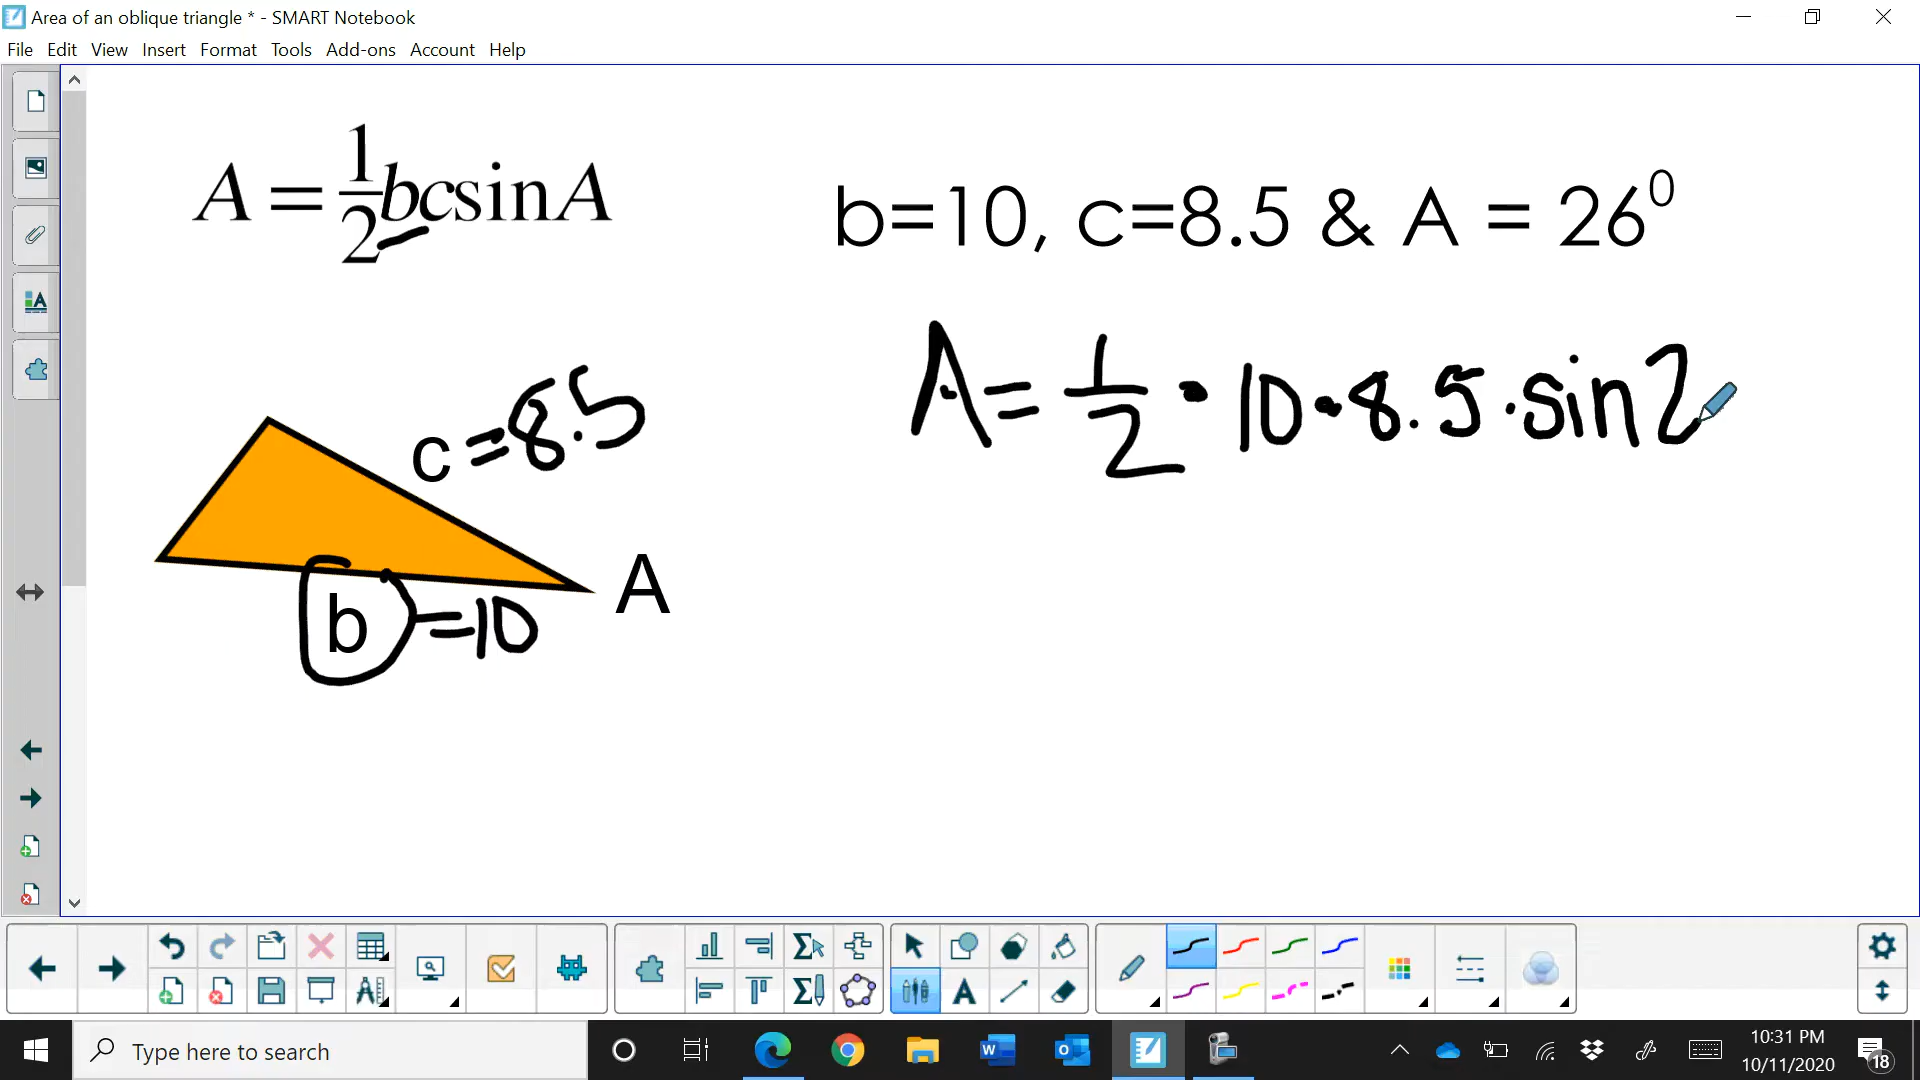 Area of an oblique triangle * - SMART Notebook
File Edit View Insert Format Tools Add-ons Account Help
A = 1/2 bcsinA
b=10, c=8.5 & A = 26⁰
A = 1/2 • 10 • 8.5 · sin 2
c = 8.5
A
b = 10
Type here to search
10:31 PM
10/11/2020
18